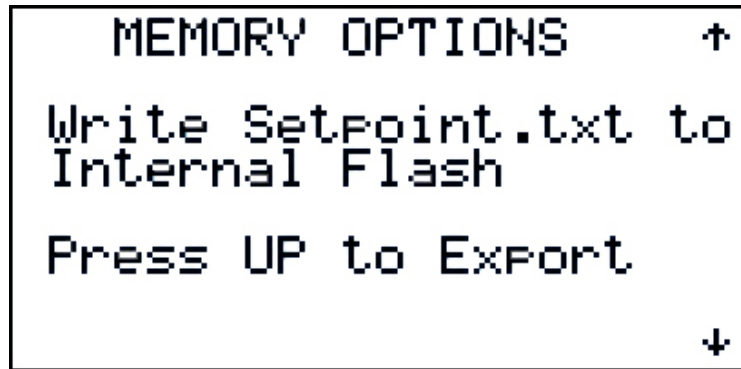 MEMORY OPTIONS ↑
Write Setpoint.txt to
Internal Flash
Press UP to Export
↓